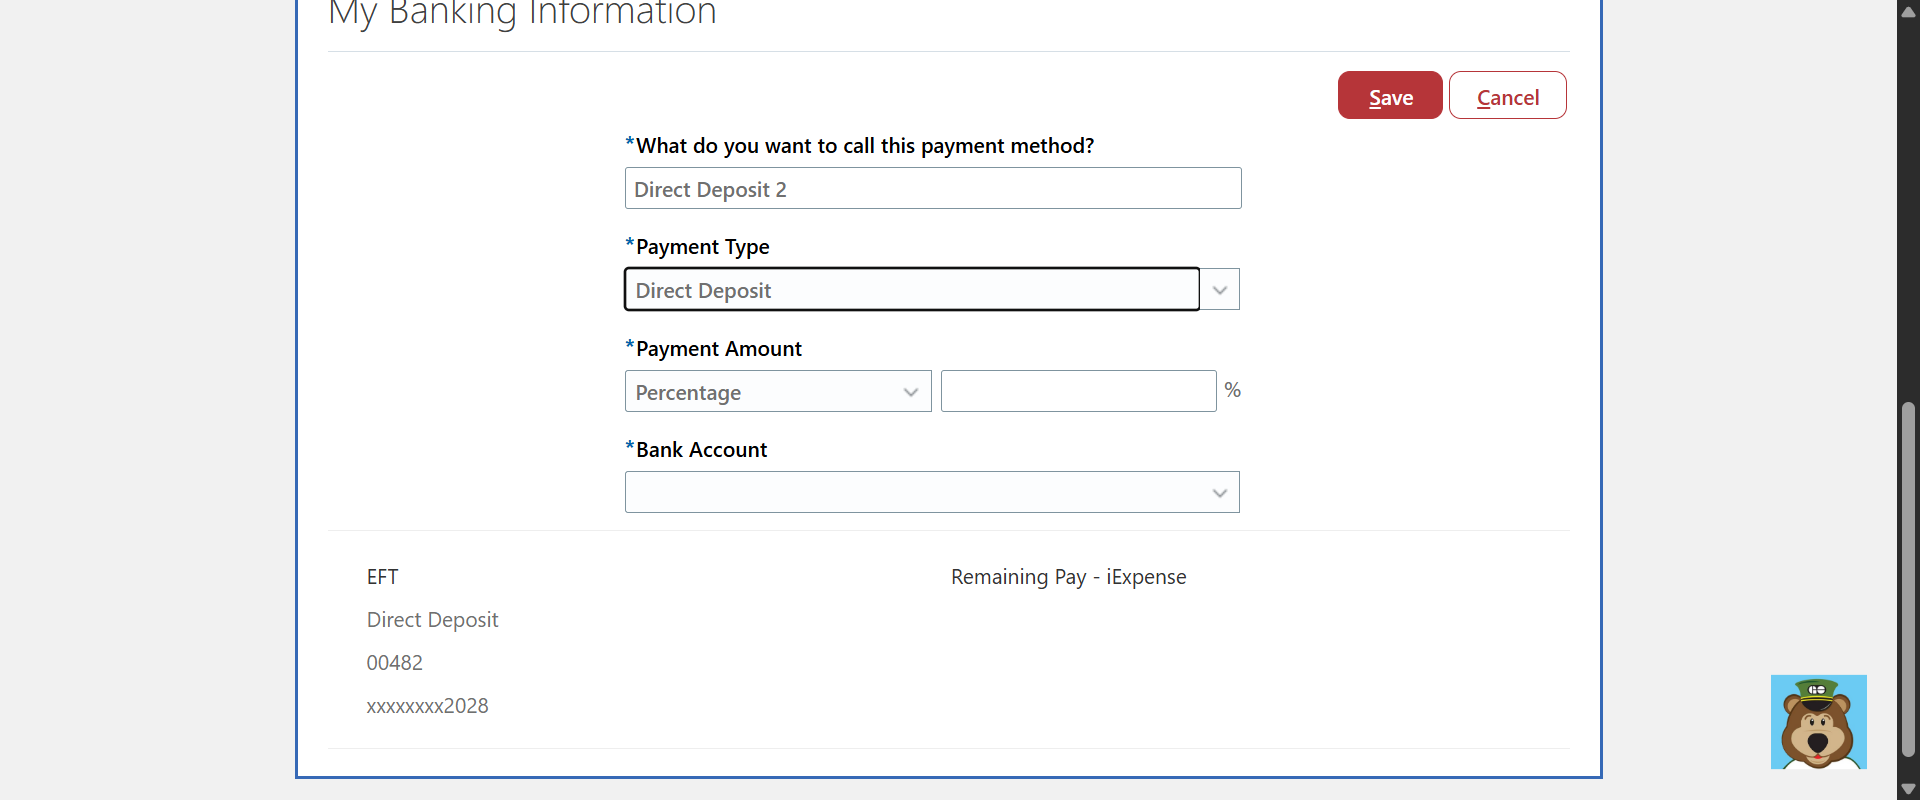 My Banking Information
Save Cancel
*What do you want to call this payment method?
Direct Deposit 2
*Payment Type
Direct Deposit
*Payment Amount
Percentage %
*Bank Account
EFT Remaining Pay - iExpense
Direct Deposit
00482
xxxxxxxx2028
GO